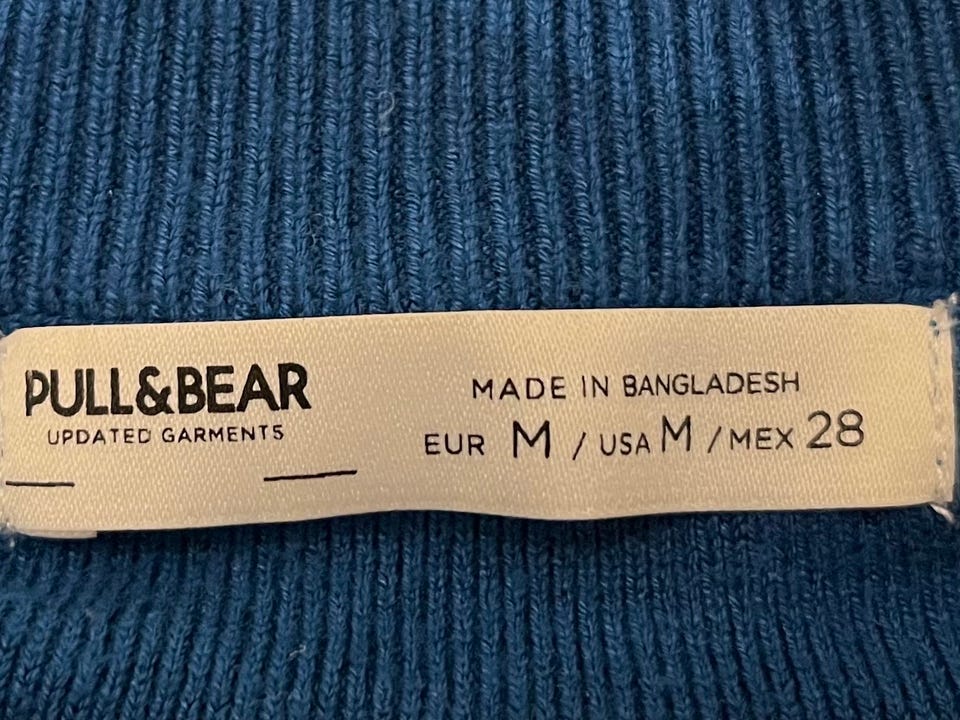 PULL&BEAR
UPDATED GARMENTS
MADE IN BANGLADESH
EUR M / USA M / MEX 28